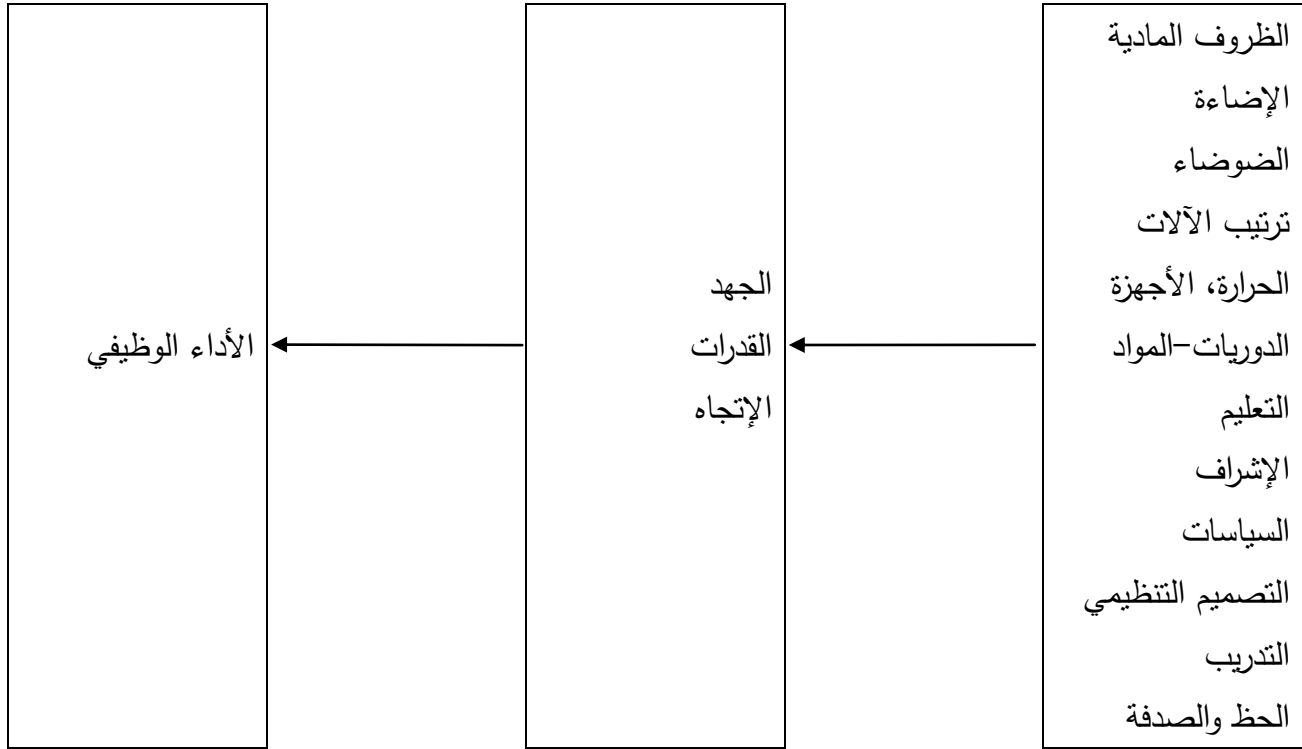 الظروف المادية
الإضاءة
الضوضاء
ترتيب الآلات
الحرارة، الأجهزة
الدوريات-المواد
التعليم
الإشراف
السياسات
التصميم التنظيمي
التدريب
الحظ والصدفة
الجهد
القدرات
الإتجاه
الأداء الوظيفي